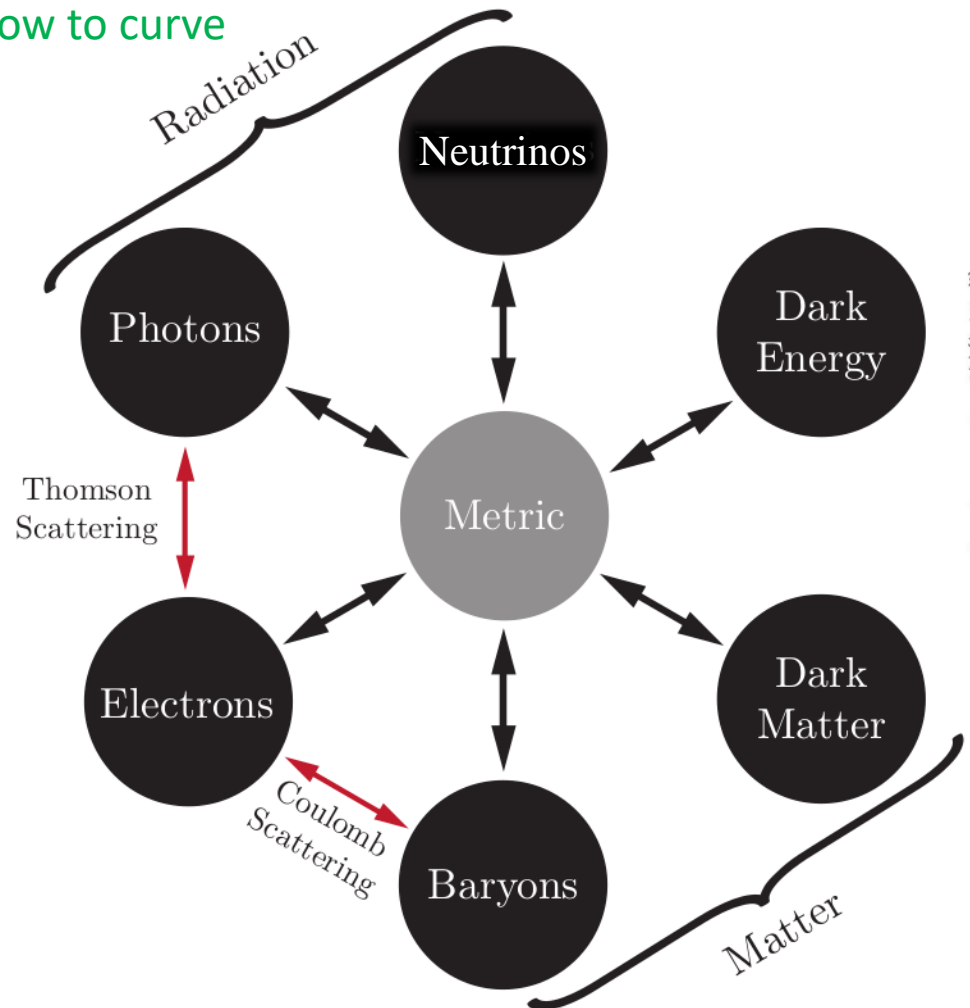 ow to curve
Radiation
Neutrinos
Photons
Dark
Energy
Thomson
Scattering
Metric
Electrons
Dark
Matter
Coulomb
Scattering
Baryons
Matter